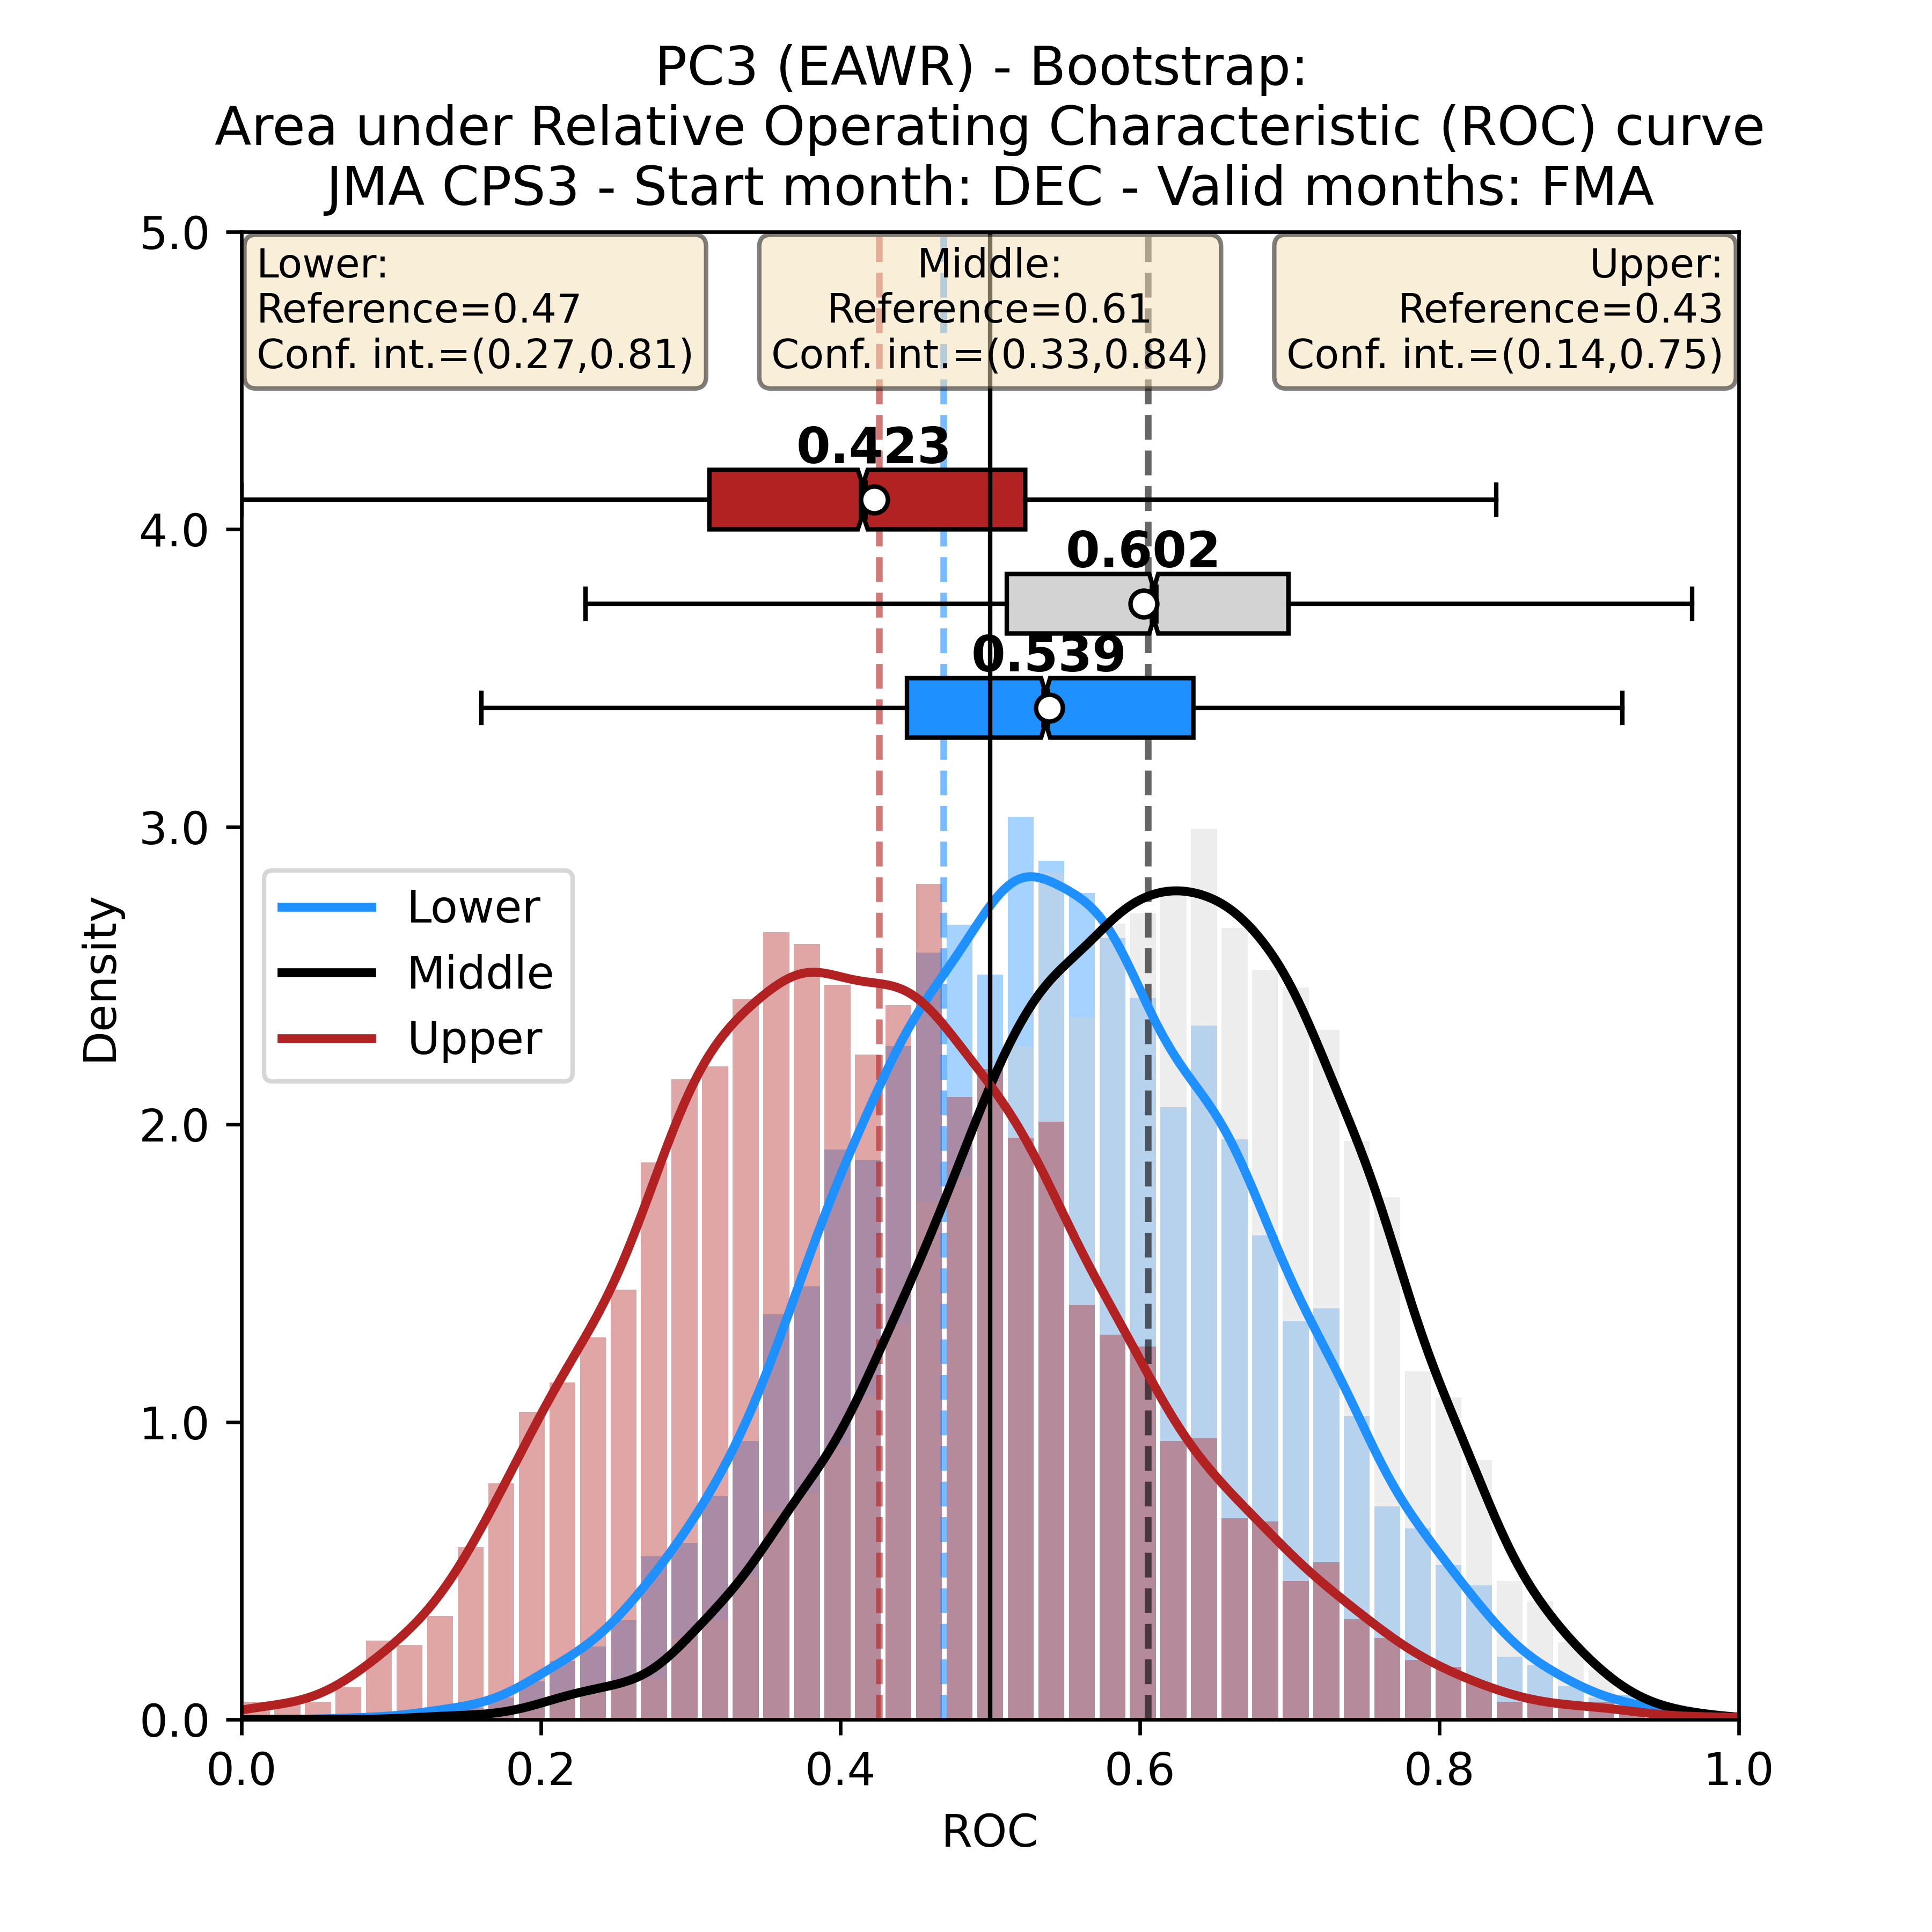 PC3 (EAWR) - Bootstrap:
Area under Relative Operating Characteristic (ROC) curve
JMA CPS3 - Start month: DEC - Valid months: FMA
Lower:
Reference=0.47
Conf. int.=(0.27,0.81)
Middle:
Reference=0.61
Conf. int.=(0.33,0.84)
Upper:
Reference=0.43
Conf. int.=(0.14,0.75)
0.423
0.602
0.539
Lower
Middle
Upper
Density
5.0
4.0
3.0
2.0
1.0
0.0
0.0 0.2 0.4 0.6 0.8 1.0
ROC